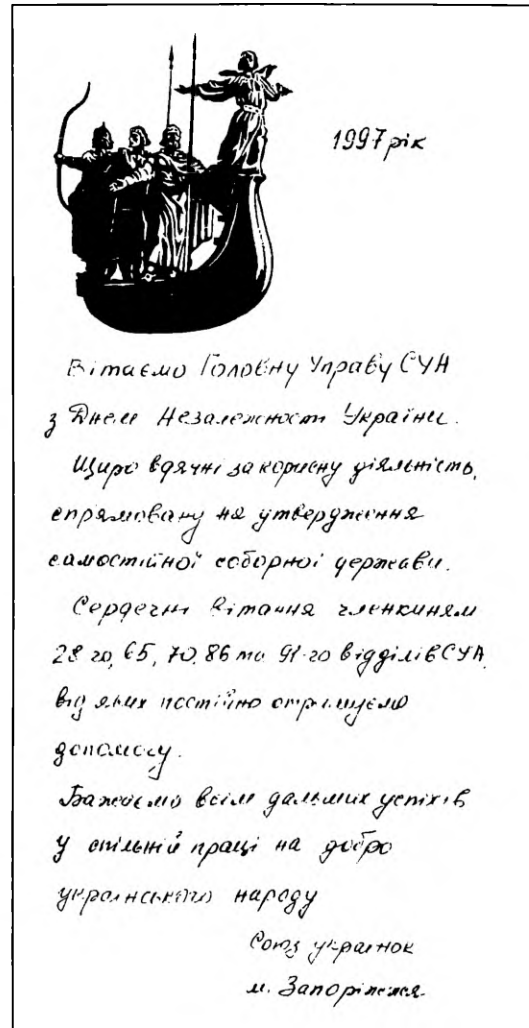 1997 рік
Вітаємо Головну Управу СУА
з Днем Незалежности України.
Щиро вдячні за корисну діяльність,
спрямовану на утвердження
самостійної соборної держави.
Сердечні вітання членкиням
28 го, 65, 70, 86 та 91-го відділів СУА,
від яких постійно отримуємо
допомогу.
Бажаємо всім дальших успіхів
у спільній праці на добро
українського народу
Союз українок
м. Запоріжжя